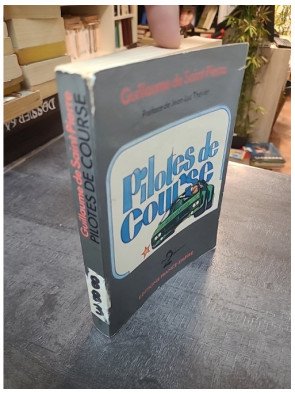 Guillaume de Saint-Pierre
Préface de Jean-Luc Thérier
Pilotes de
Course
Guillaume de Saint-Pierre
PILOTES DE COURSE
DOSSIER